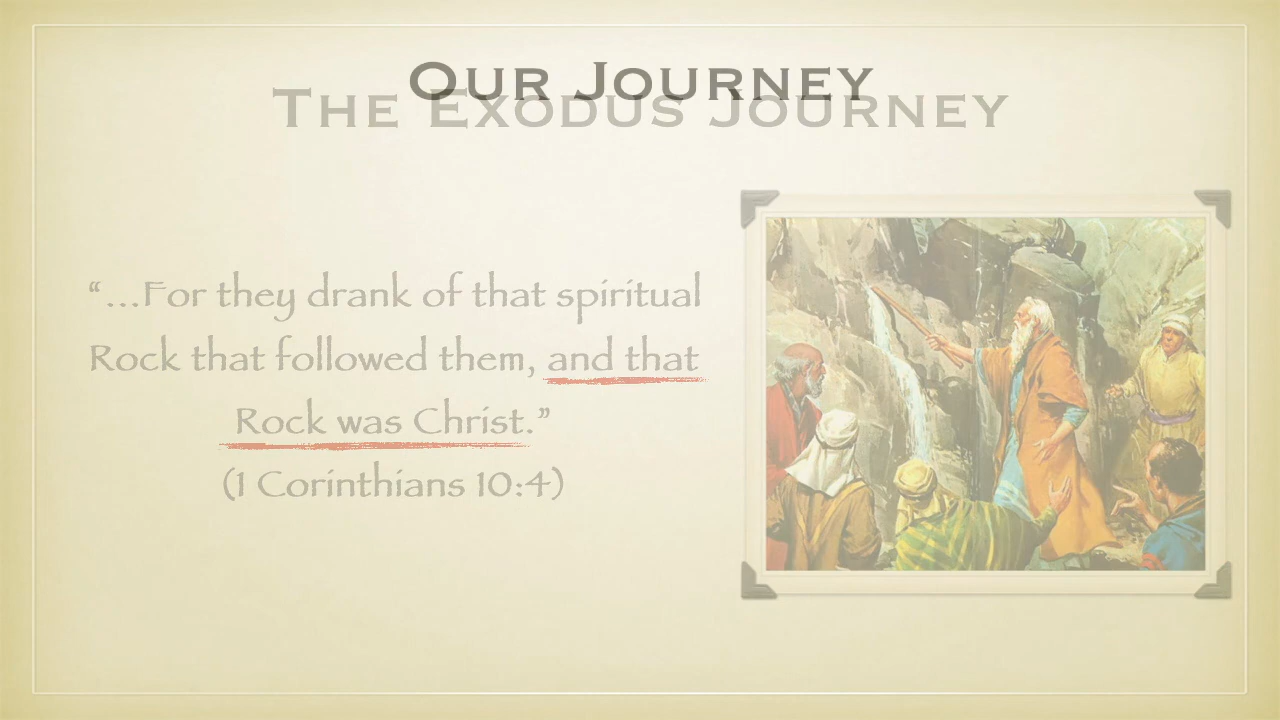 OUR JOURNEY
THE EXODUS JOURNEY
“...For they drank of that spiritual
Rock that followed them, and that
Rock was Christ.”
(1 Corinthians 10:4)